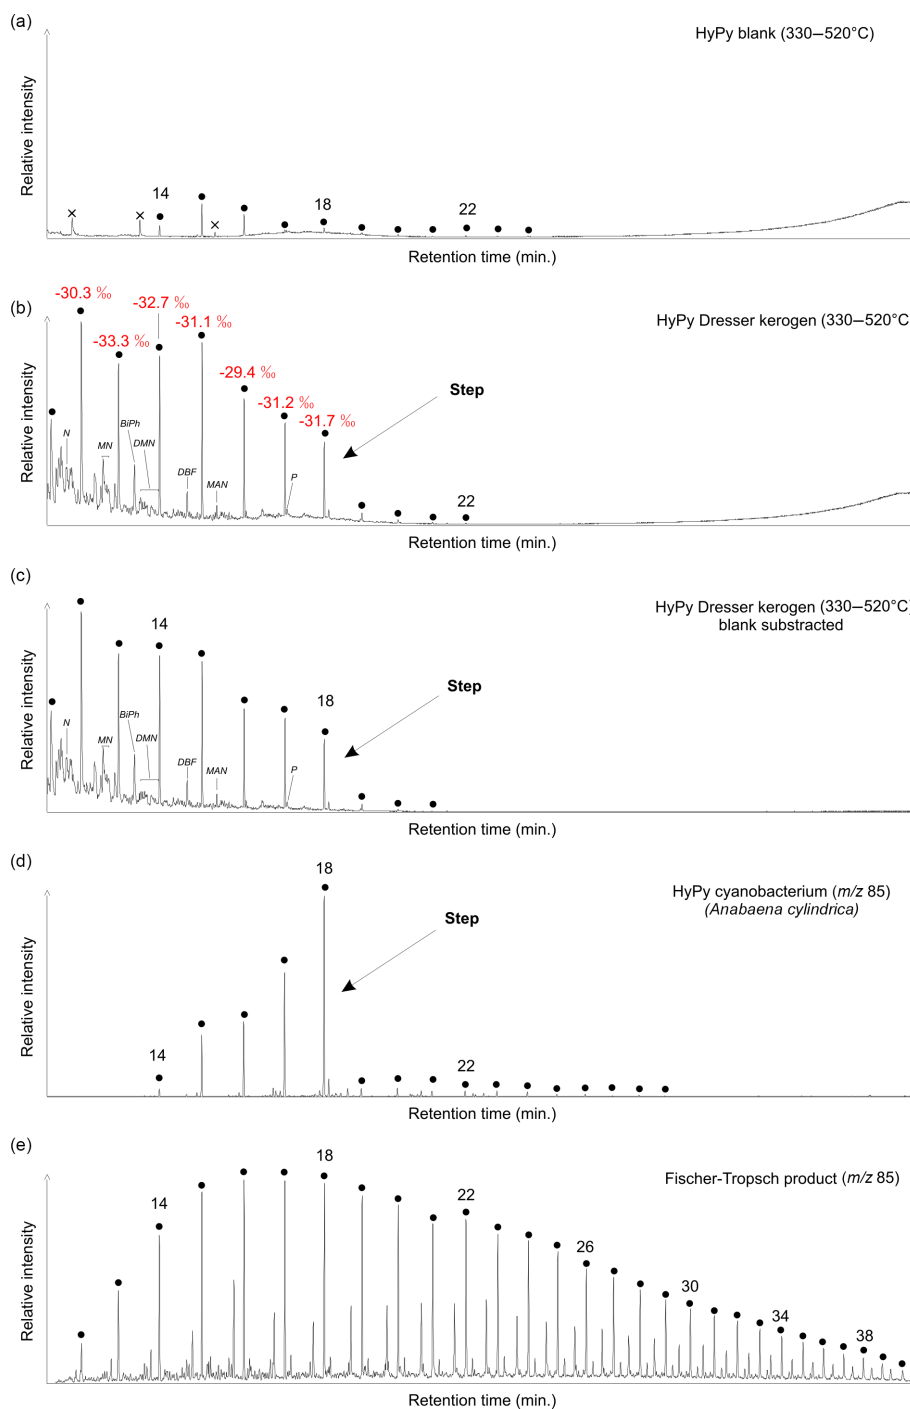 (a)
HyPy blank (330–520°C)
Relative intensity
14
18
22
Retention time (min.)
(b)
-30.3 ‰
-32.7 ‰
-33.3 ‰
-31.1 ‰
-29.4 ‰
-31.2 ‰
-31.7 ‰
HyPy Dresser kerogen (330–520°C
Step
Relative intensity
N
MN
BiPh
DMN
DBF
MAN
P
22
Retention time (min.)
(c)
HyPy Dresser kerogen (330–520°C)
blank substracted
14
18
Step
Relative intensity
N
MN
BiPh
DMN
DBF
MAN
P
Retention time (min.)
(d)
18
HyPy cyanobacterium (m/z 85)
(Anabaena cylindrica)
Step
Relative intensity
14
22
Retention time (min.)
(e)
18
Fischer-Tropsch product (m/z 85)
14
22
26
30
34
38
Relative intensity
Retention time (min.)